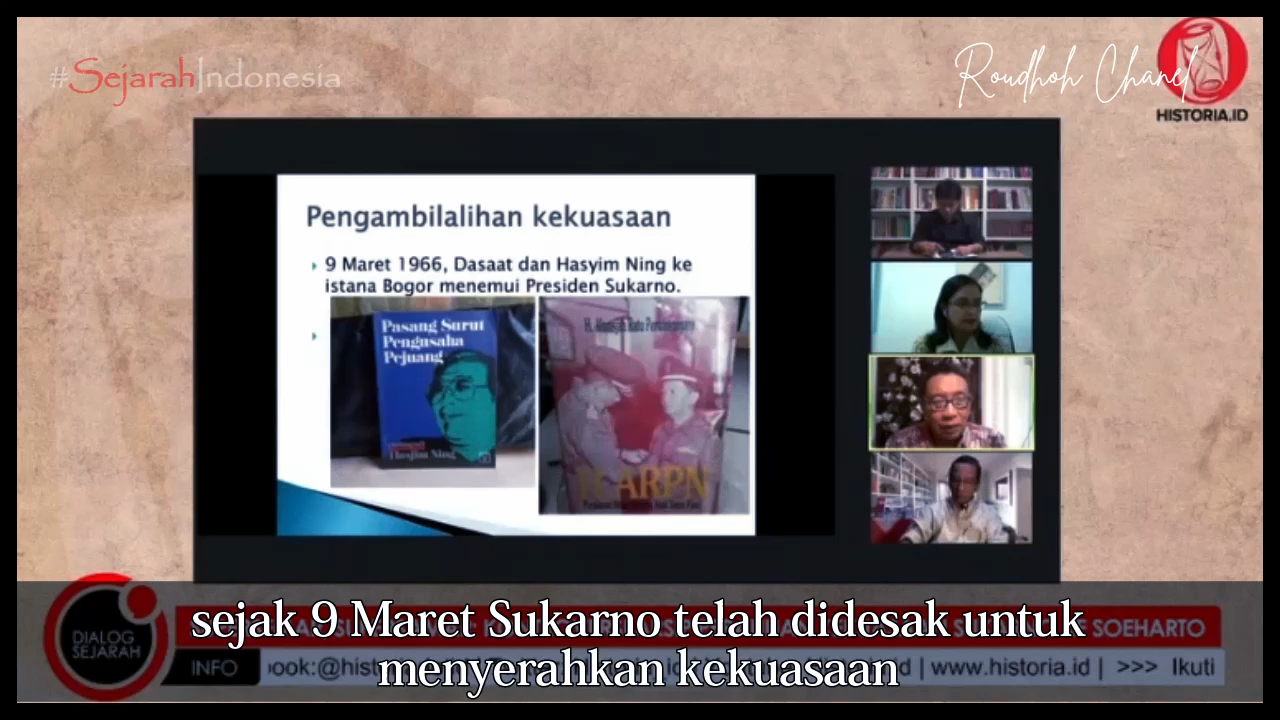 #SejarahIndonesia
Roudhoh Chanel
HISTORIA.ID
Pengambilalihan kekuasaan
9 Maret 1966, Dasaat dan Hasyim Ning ke
istana Bogor menemui Presiden Sukarno.
Pasang Surut
Pengusaha
Pejuang
Hasjim Ning
sejak 9 Maret Sukarno telah didesak untuk
menyerahkan kekuasaan
DIALOG
SEJARAH
SOEHARTO
INFO
| www.historia.id | >>> Ikuti